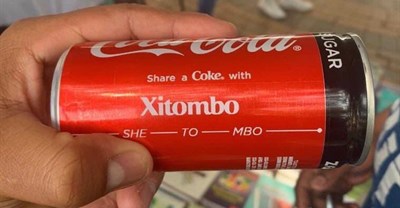 Coca-Cola®
SUGAR
Share a Coke® with
Xitombo
SHE — TO — MBO